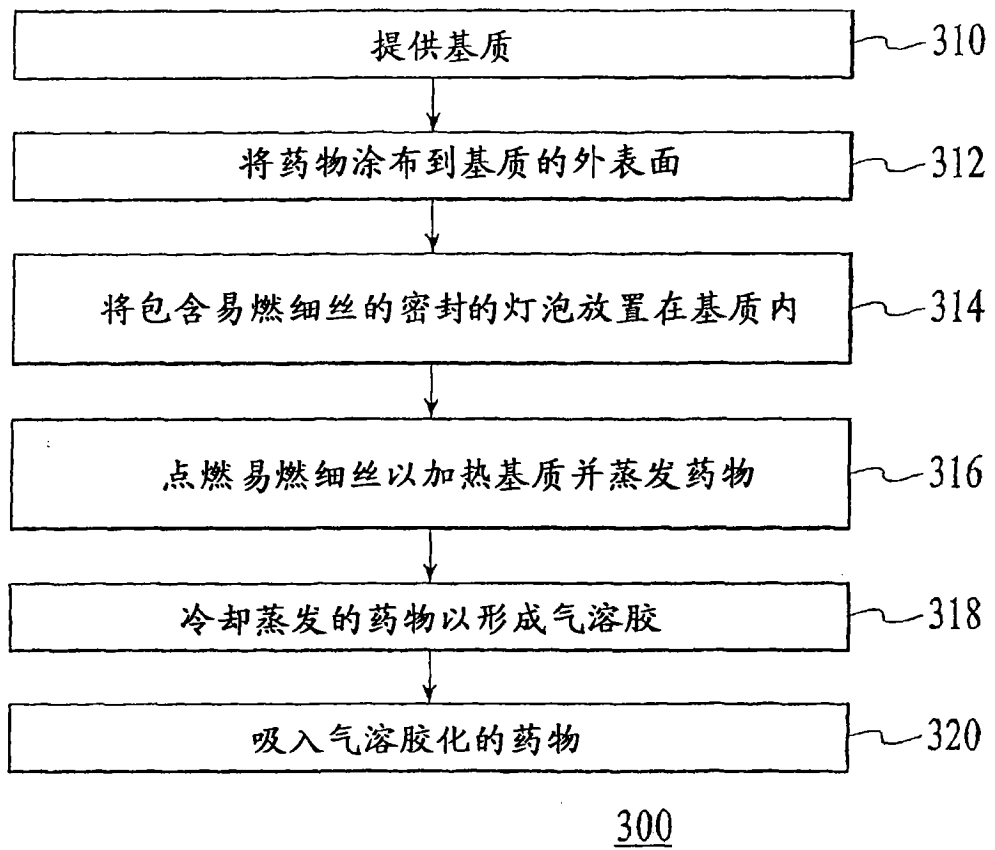 提供基质 310
将药物涂布到基质的外表面 312
将包含易燃细丝的密封的灯泡放置在基质内 314
点燃易燃细丝以加热基质并蒸发药物 316
冷却蒸发的药物以形成气溶胶 318
吸入气溶胶化的药物 320
300